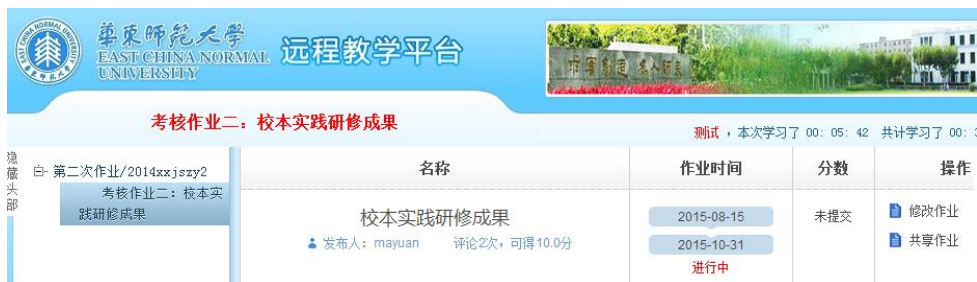 華東師範大學
EAST CHINA NORMAL
UNIVERSITY
远程教学平台
考核作业二：校本实践研修成果
测试，本次学习了 00: 05: 42 共计学习了 00:
隐藏头部
第二次作业/2014xxjszy2
考核作业二：校本实
践研修成果
名称 作业时间 分数 操作
校本实践研修成果
发布人：mayuan 评论2次，可得10.0分
2015-08-15
2015-10-31
进行中
未提交
修改作业
共享作业